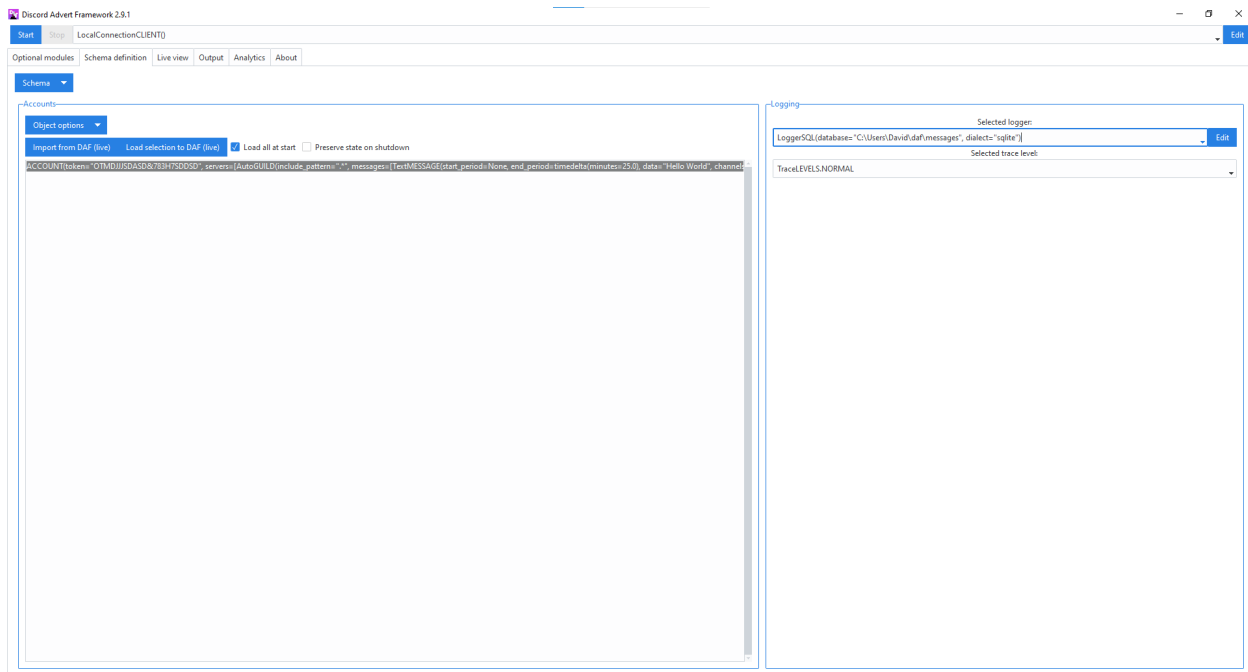 Discord Advert Framework 2.9.1
Start Stop LocalConnectionCLIENT() Edit
Optional modules Schema definition Live view Output Analytics About
Schema
Accounts
Object options
Import from DAF (live) Load selection to DAF (live) Load all at start Preserve state on shutdown
ACCOUNT(token="OTMDJJJSDASD&783H7SDDSD", servers=[AutoGUILD(include_pattern=".*", messages=[TextMESSAGE(start_period=None, end_period=timedelta(minutes=25.0), data="Hello World", channels
Logging
Selected logger:
LoggerSQL(database="C:\Users\David\daf\messages", dialect="sqlite") Edit
Selected trace level:
TraceLEVELS.NORMAL